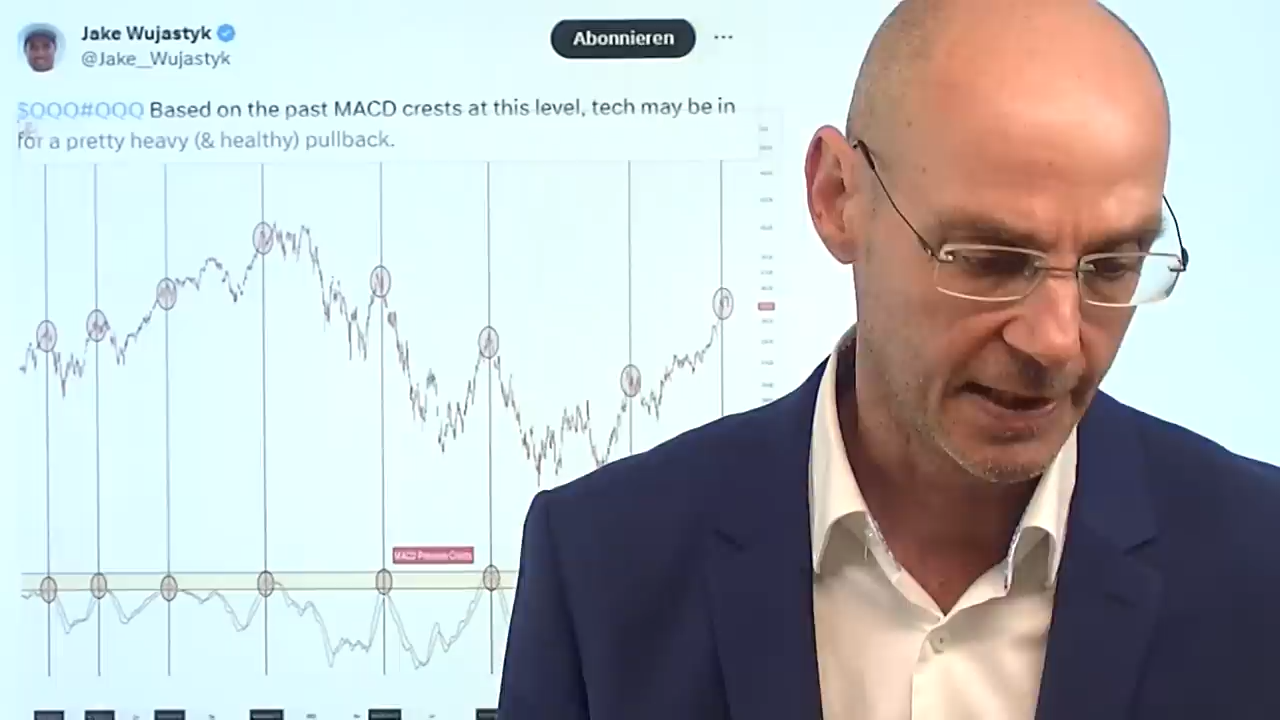 Jake Wujastyk
Abonnieren
@Jake__Wujastyk
$QQQ#QQQ Based on the past MACD crests at this level, tech may be in
for a pretty heavy (& healthy) pullback.
MACD Previous Crests